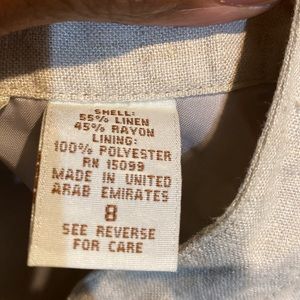 SHELL:
55% LINEN
45% RAYON
LINING:
100% POLYESTER
RN 15099
MADE IN UNITED
ARAB EMIRATES
8
SEE REVERSE
FOR CARE